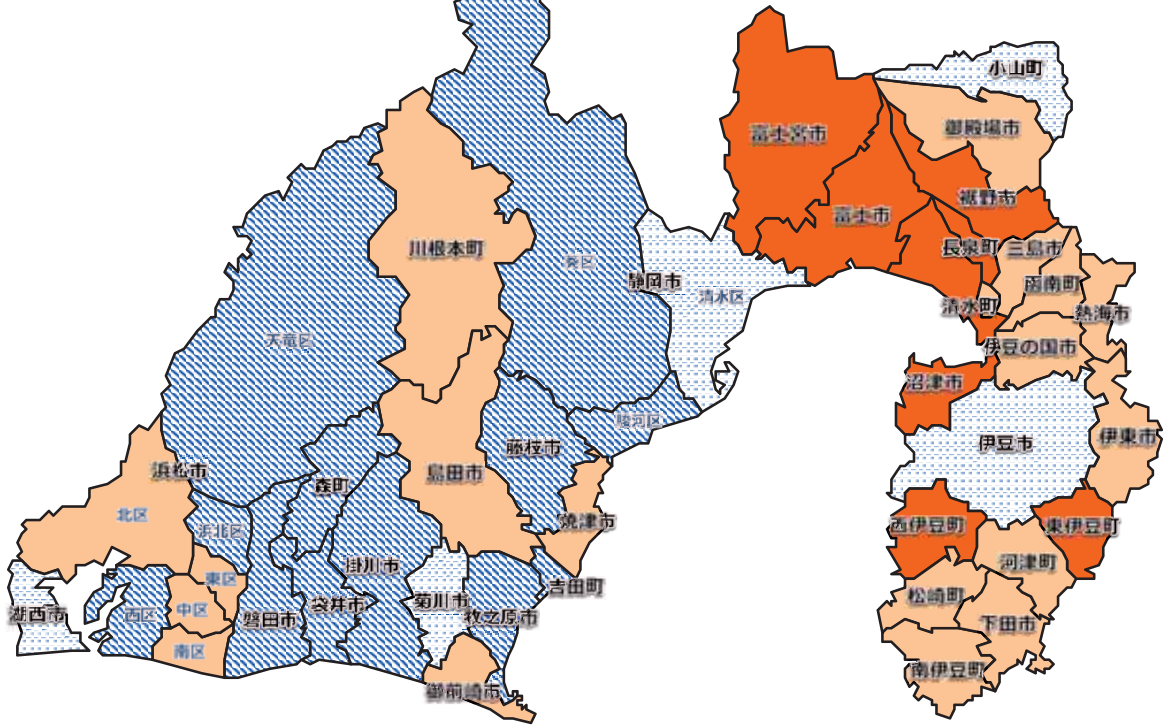 小山町
御殿場市
富士宮市
裾野市
富士市
長泉町
三島市
川根本町
葵区
静岡市
清水区
函南町
清水町
熱海市
天竜区
伊豆の国市
沼津市
駿河区
伊東市
伊豆市
藤枝市
浜松市
島田市
森町
北区
浜北区
焼津市
西伊豆町
東伊豆町
掛川市
河津町
東区
吉田町
松崎町
湖西市
西区
中区
磐田市
袋井市
菊川市
牧之原市
下田市
南区
南伊豆町
御前崎市